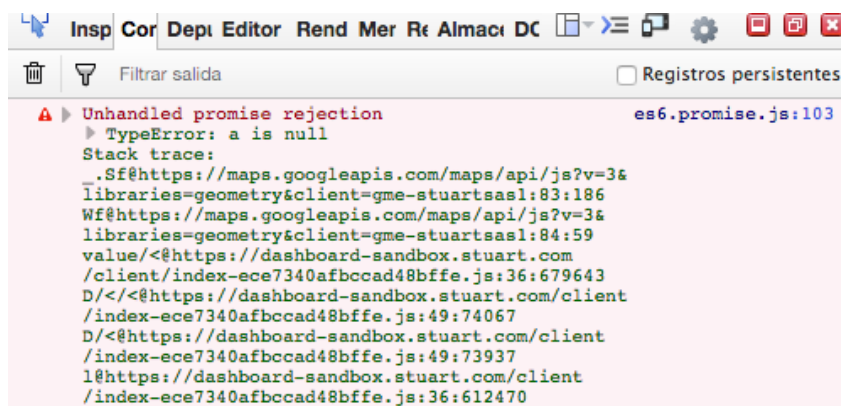 Insp Cor Depu Editor Rend Mer Re Almac DC
Filtrar salida Registros persistentes
Unhandled promise rejection es6.promise.js:103
TypeError: a is null
Stack trace:
_.Sf@https://maps.googleapis.com/maps/api/js?v=3&
libraries=geometry&client=gme-stuartsas1:83:186
Wf@https://maps.googleapis.com/maps/api/js?v=3&
libraries=geometry&client=gme-stuartsas1:84:59
value/<@https://dashboard-sandbox.stuart.com
/client/index-ece7340afbccad48bffe.js:36:679643
D/</<@https://dashboard-sandbox.stuart.com/client
/index-ece7340afbccad48bffe.js:49:74067
D/<@https://dashboard-sandbox.stuart.com/client
/index-ece7340afbccad48bffe.js:49:73937
l@https://dashboard-sandbox.stuart.com/client
/index-ece7340afbccad48bffe.js:36:612470